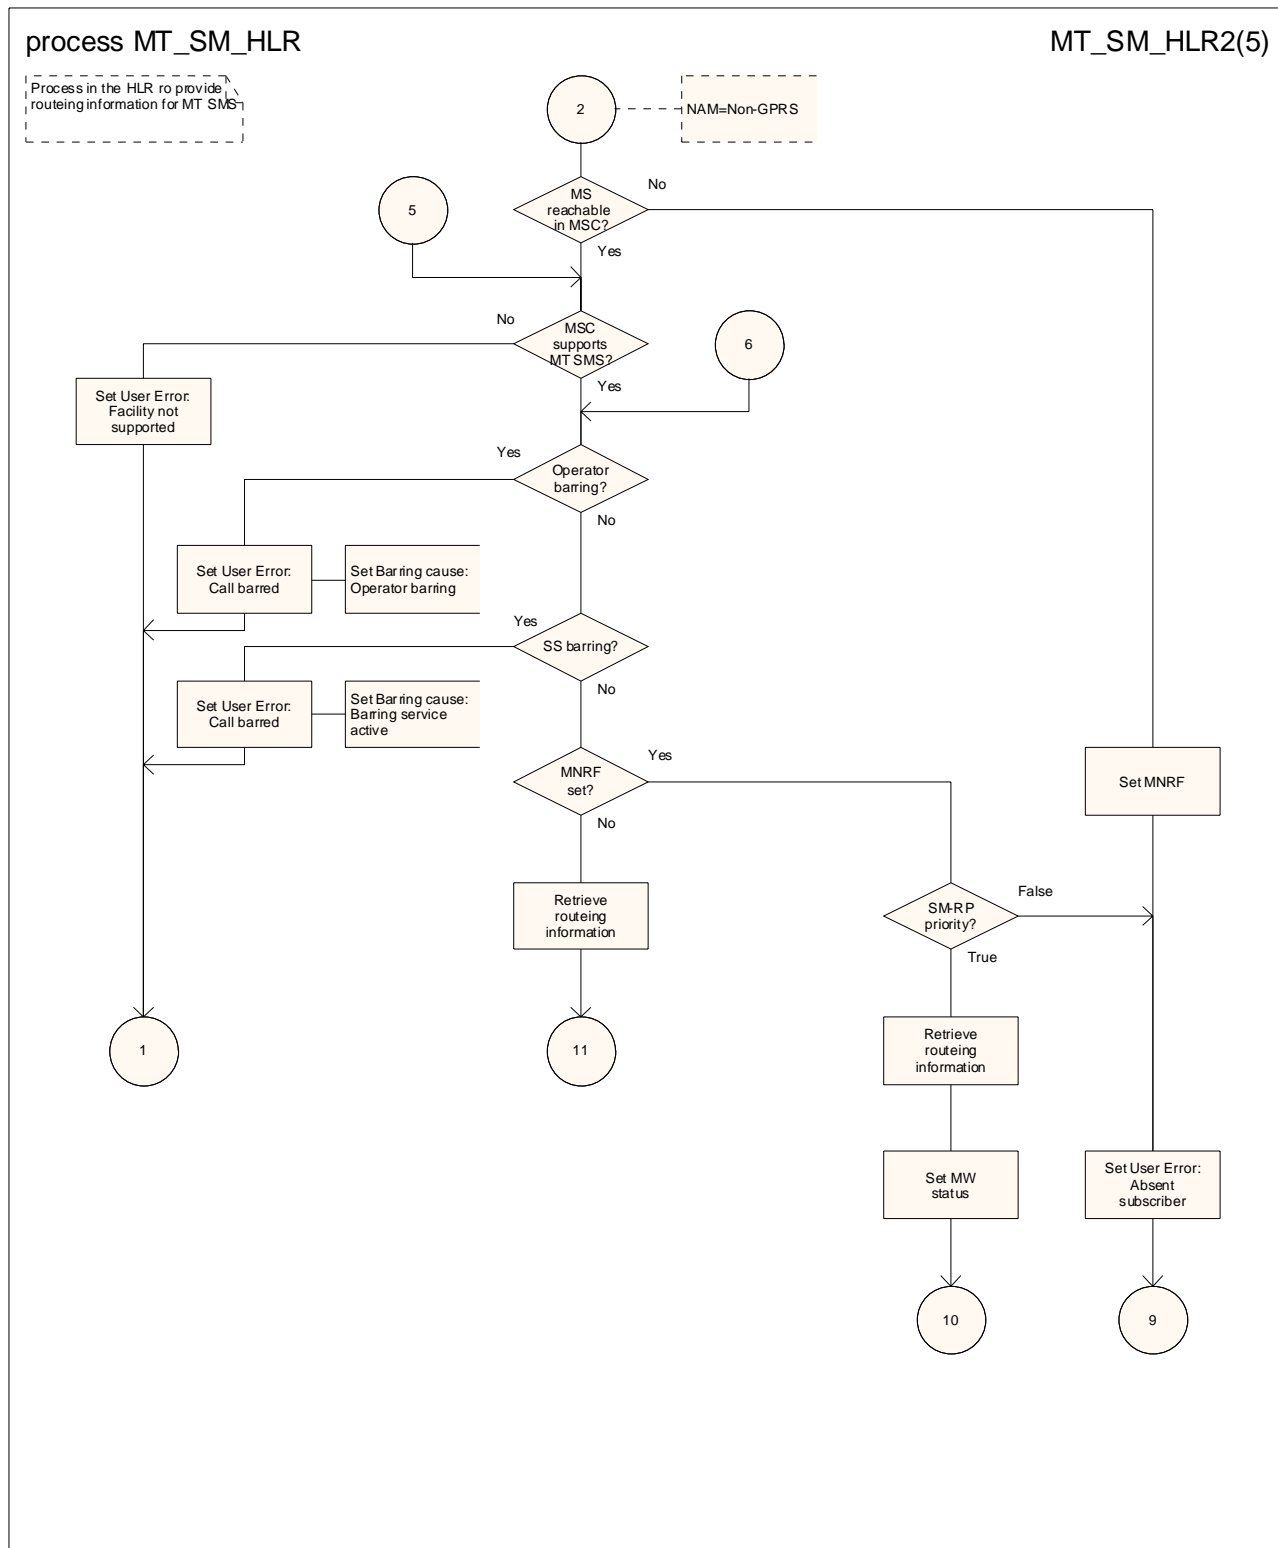 process MT_SM_HLR
MT_SM_HLR2(5)
Process in the HLR ro provide
routeing information for MT SMS
2
NAM=Non-GPRS
MS
reachable
in MSC?
No
Yes
5
MSC
supports
MT SMS?
No
Yes
6
Set User Error:
Facility not
supported
Operator
barring?
Yes
No
Set User Error:
Call barred
Set Barring cause:
Operator barring
SS barring?
Yes
No
Set User Error:
Call barred
Set Barring cause:
Barring service
active
MNRF
set?
Yes
No
Set MNRF
Retrieve
routeing
information
SM-RP
priority?
False
True
1
11
Retrieve
routeing
information
Set MW
status
Set User Error:
Absent
subscriber
10
9